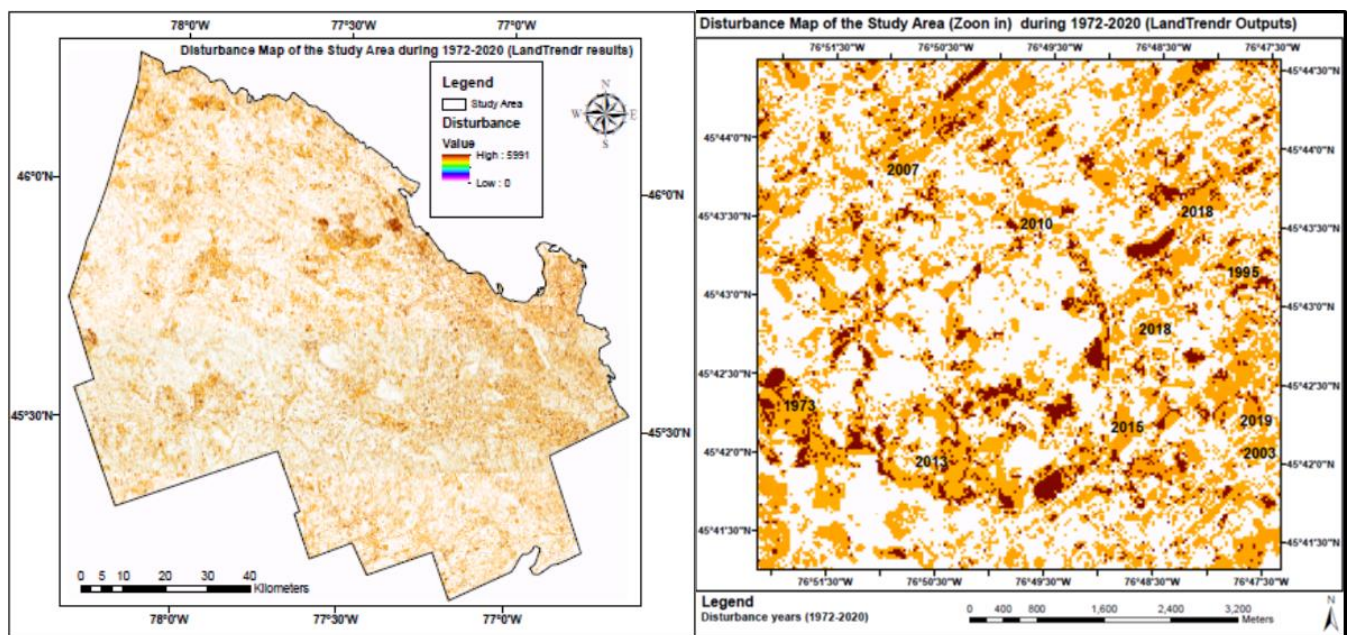 78°0'W 77°30'W 77°0'W
Disturbance Map of the Study Area during 1972-2020 (LandTrendr results)
Legend
Study Area
Disturbance
Value
High : 5991
Low : 0
N
W E
S
46°0'N 46°0'N
45°30'N 45°30'N
0 5 10 20 30 40
Kilometers
78°0'W 77°30'W 77°0'W
Disturbance Map of the Study Area (Zoon in) during 1972-2020 (LandTrendr Outputs)
76°51'30"W 76°50'30"W 76°49'30"W 76°48'30"W 76°47'30"W
45°44'30"N
45°44'0"N 45°44'0"N
2007
2018
45°43'30"N 2010 45°43'30"N
1995
45°43'0"N 45°43'0"N
2018
45°42'30"N 45°42'30"N
1973
2015 2019
45°42'0"N 2013 2003 45°42'0"N
45°41'30"N 45°41'30"N
76°51'30"W 76°50'30"W 76°49'30"W 76°48'30"W 76°47'30"W
Legend
Disturbance years (1972-2020)
0 400 800 1,600 2,400 3,200
Meters
N